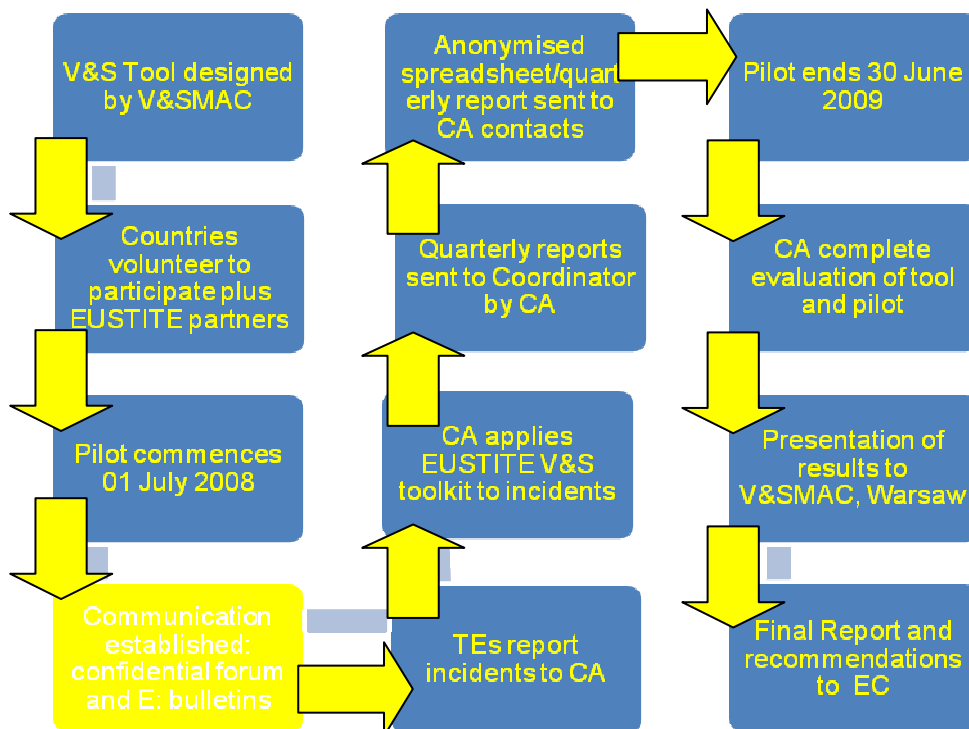 V&S Tool designed
by V&SMAC
Countries
volunteer to
participate plus
EUSTITE partners
Pilot commences
01 July 2008
Communication
established:
confidential forum
and E: bulletins
TEs report
incidents to CA
CA applies
EUSTITE V&S
toolkit to incidents
Quarterly reports
sent to Coordinator
by CA
Anonymised
spreadsheet/quart
erly report sent to
CA contacts
Pilot ends 30 June
2009
CA complete
evaluation of tool
and pilot
Presentation of
results to
V&SMAC, Warsaw
Final Report and
recommendations
to EC